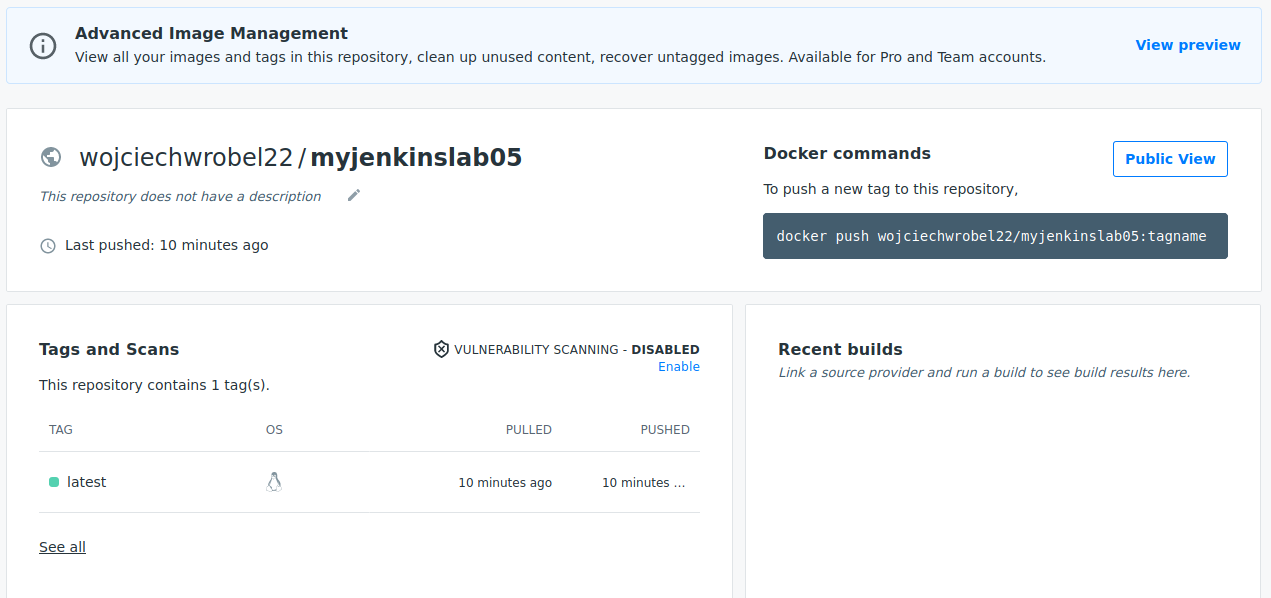 Advanced Image Management
View all your images and tags in this repository, clean up unused content, recover untagged images. Available for Pro and Team accounts.
View preview
wojciechwrobel22 / myjenkinslab05
This repository does not have a description
Last pushed: 10 minutes ago
Docker commands
Public View
To push a new tag to this repository,
docker push wojciechwrobel22/myjenkinslab05:tagname
Tags and Scans
VULNERABILITY SCANNING - DISABLED
Enable
This repository contains 1 tag(s).
TAG OS PULLED PUSHED
latest 10 minutes ago 10 minutes ...
See all
Recent builds
Link a source provider and run a build to see build results here.